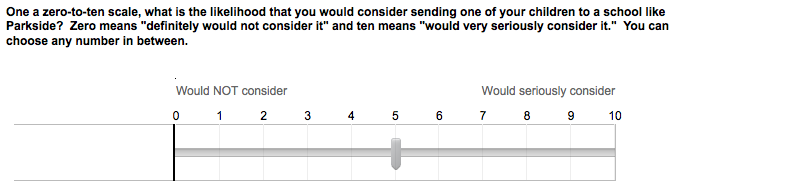 One a zero-to-ten scale, what is the likelihood that you would consider sending one of your children to a school like
Parkside?  Zero means "definitely would not consider it" and ten means "would very seriously consider it."  You can
choose any number in between.
.
Would NOT consider Would seriously consider
0 1 2 3 4 5 6 7 8 9 10